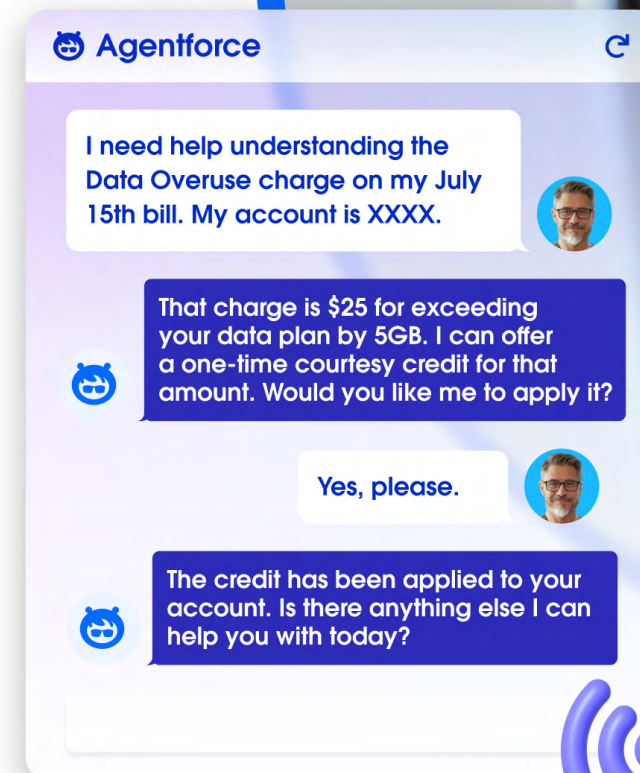 Agentforce
I need help understanding the
Data Overuse charge on my July
15th bill. My account is XXXX.
That charge is $25 for exceeding
your data plan by 5GB. I can offer
a one-time courtesy credit for that
amount. Would you like me to apply it?
Yes, please.
The credit has been applied to your
account. Is there anything else I can
help you with today?